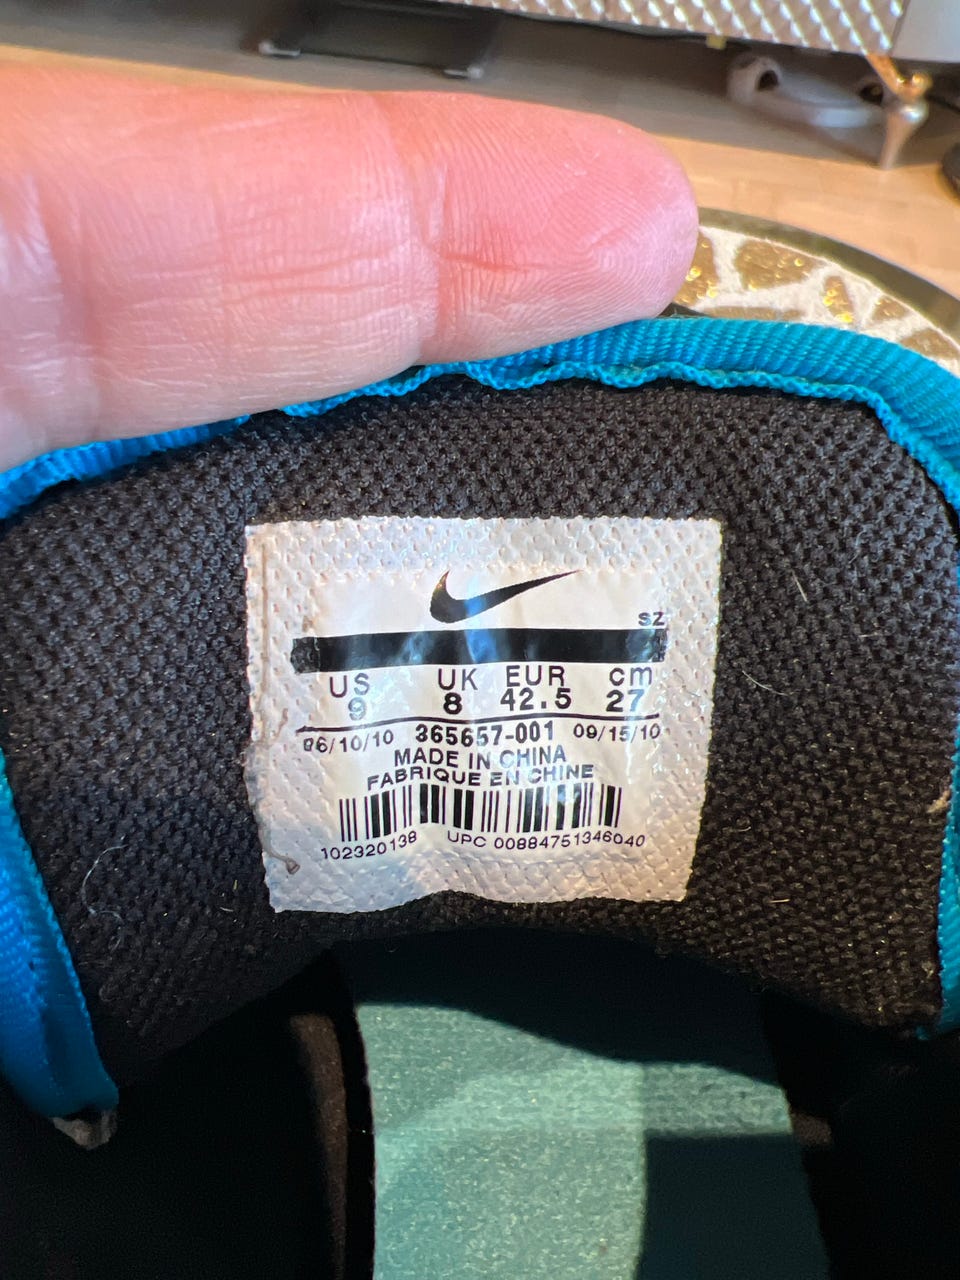 SZ
US UK EUR cm
9 8 42.5 27
06/10/10 365657-001 09/15/10
MADE IN CHINA
FABRIQUE EN CHINE
102320138 UPC 00884751346040